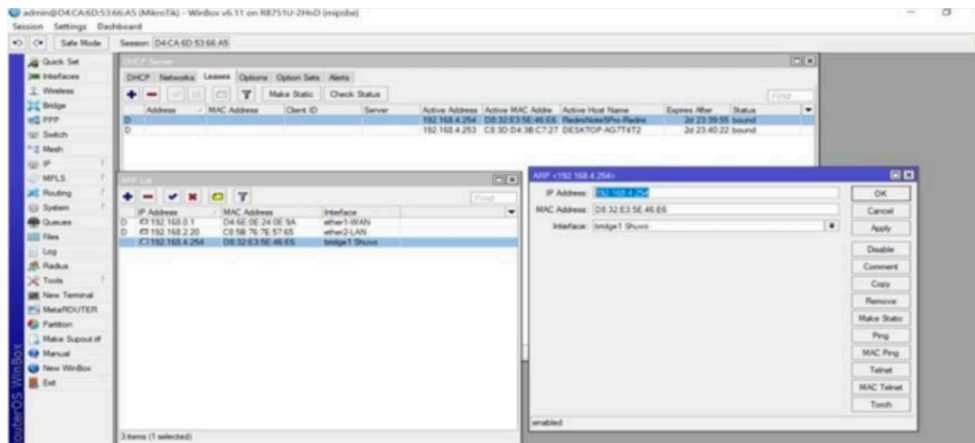 admin@D4:CA:6D:53:66:A5 (MikroTik) - WinBox v6.11 on RB751U-2HnD (mipsbe)
Session Settings Dashboard
Safe Mode Session: D4:CA:6D:53:66:A5
Quick Set
Interfaces
Wireless
Bridge
PPP
Switch
Mesh
IP
MPLS
Routing
System
Queues
Files
Log
Radius
Tools
New Terminal
MetaROUTER
Partition
Make Supout.rif
Manual
New WinBox
Exit
RouterOS WinBox
DHCP Server
DHCP Networks Leases Options Option Sets Alerts
Make Static Check Status Find
Address MAC Address Client ID Server Active Address Active MAC Addre Active Host Name Expires After Status
D 192.168.4.254 D8:32:E3:5E:46:E6 RedmiNote5Pro-Redmi 2d 23:39:55 bound
D 192.168.4.253 C8:3D:D4:3B:C7:27 DESKTOP-AG7T4T2 2d 23:40:22 bound
ARP List
Find
IP Address MAC Address Interface
D 192.168.0.1 D4:6E:0E:24:0E:9A ether1-WAN
D 192.168.2.20 C8:5B:76:7E:57:65 ether2-LAN
192.168.4.254 D8:32:E3:5E:46:E6 bridge1 Shuvo
3 items (1 selected)
ARP <192.168.4.254>
IP Address: 192.168.4.254
MAC Address: D8:32:E3:5E:46:E6
Interface: bridge1 Shuvo
OK
Cancel
Apply
Disable
Comment
Copy
Remove
Make Static
Ping
MAC Ping
Telnet
MAC Telnet
Torch
enabled